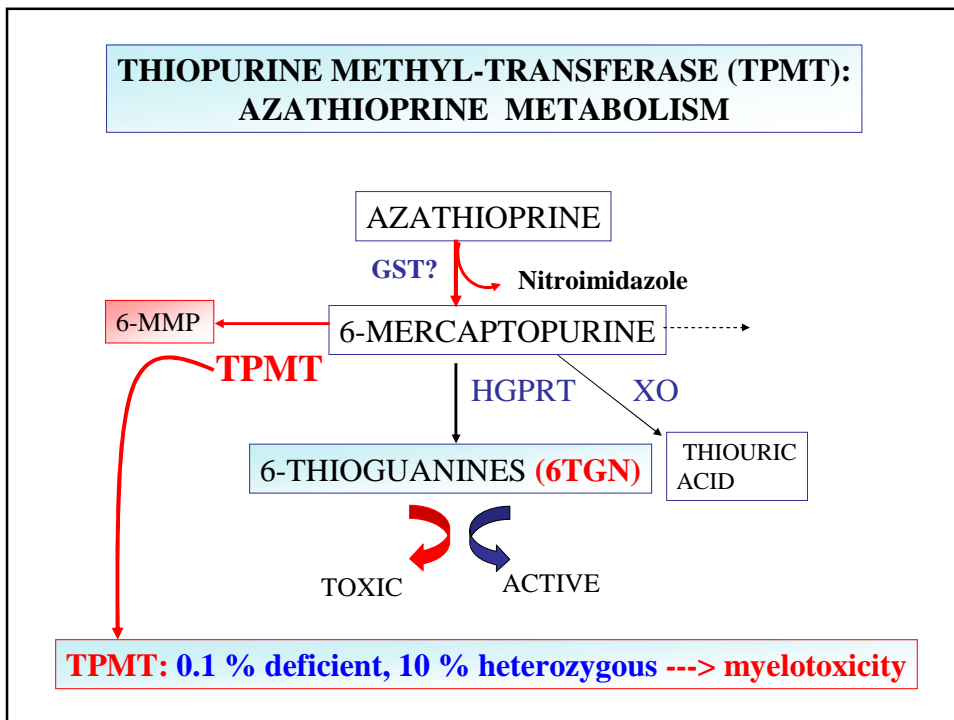 THIOPURINE METHYL-TRANSFERASE (TPMT):
AZATHIOPRINE METABOLISM
AZATHIOPRINE
GST?
Nitroimidazole
6-MMP
6-MERCAPTOPURINE
TPMT
HGPRT
XO
6-THIOGUANINES (6TGN)
THIOURIC
ACID
TOXIC
ACTIVE
TPMT: 0.1 % deficient, 10 % heterozygous ---> myelotoxicity